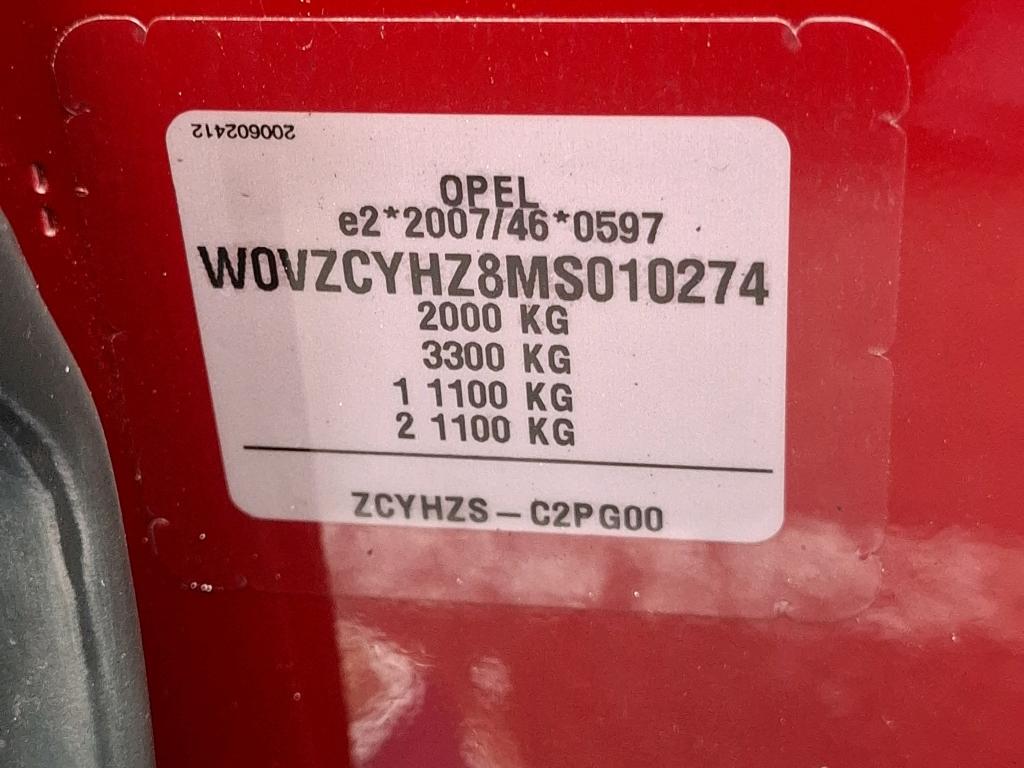 200602412
OPEL
e2*2007/46*0597
W0VZCYHZ8MS010274
2000 KG
3300 KG
1 1100 KG
2 1100 KG
ZCYHZS-C2PG00